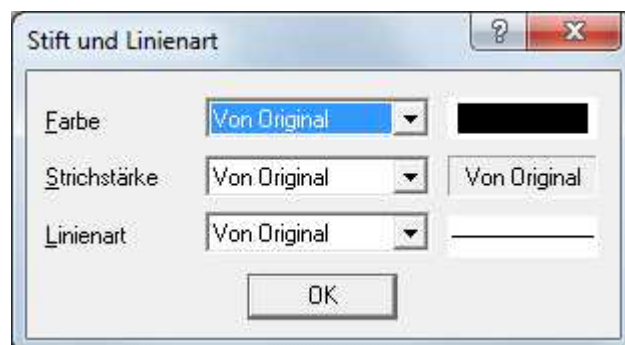 Stift und Linienart
Farbe Von Original
Strichstärke Von Original Von Original
Linienart Von Original
OK